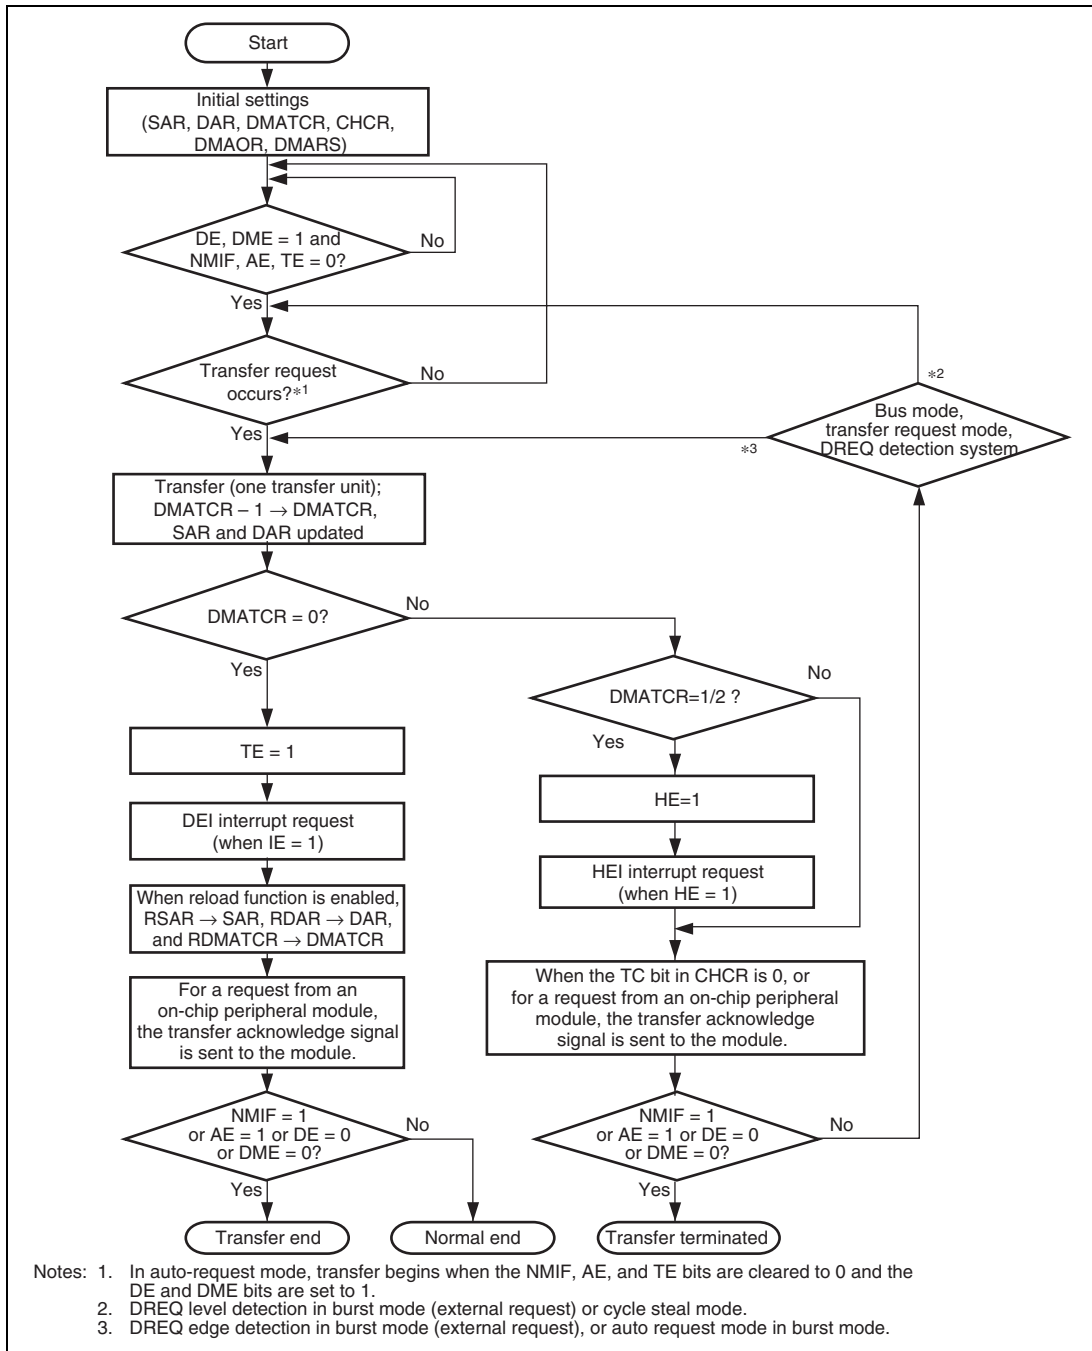 Start
Initial settings
(SAR, DAR, DMATCR, CHCR,
DMAOR, DMARS)
DE, DME = 1 and
NMIF, AE, TE = 0?
No
Yes
Transfer request
occurs?*1
No
Yes
*2
Bus mode,
transfer request mode,
DREQ detection system
*3
Transfer (one transfer unit);
DMATCR – 1 → DMATCR,
SAR and DAR updated
DMATCR = 0?
No
Yes
DMATCR=1/2 ?
No
Yes
TE = 1
HE=1
DEI interrupt request
(when IE = 1)
HEI interrupt request
(when HE = 1)
When reload function is enabled,
RSAR → SAR, RDAR → DAR,
and RDMATCR → DMATCR
For a request from an
on-chip peripheral module,
the transfer acknowledge signal
is sent to the module.
When the TC bit in CHCR is 0, or
for a request from an on-chip peripheral
module, the transfer acknowledge
signal is sent to the module.
NMIF = 1
or AE = 1 or DE = 0
or DME = 0?
No
Yes
NMIF = 1
or AE = 1 or DE = 0
or DME = 0?
No
Yes
Transfer end
Normal end
Transfer terminated
Notes: 1. In auto-request mode, transfer begins when the NMIF, AE, and TE bits are cleared to 0 and the
DE and DME bits are set to 1.
2. DREQ level detection in burst mode (external request) or cycle steal mode.
3. DREQ edge detection in burst mode (external request), or auto request mode in burst mode.